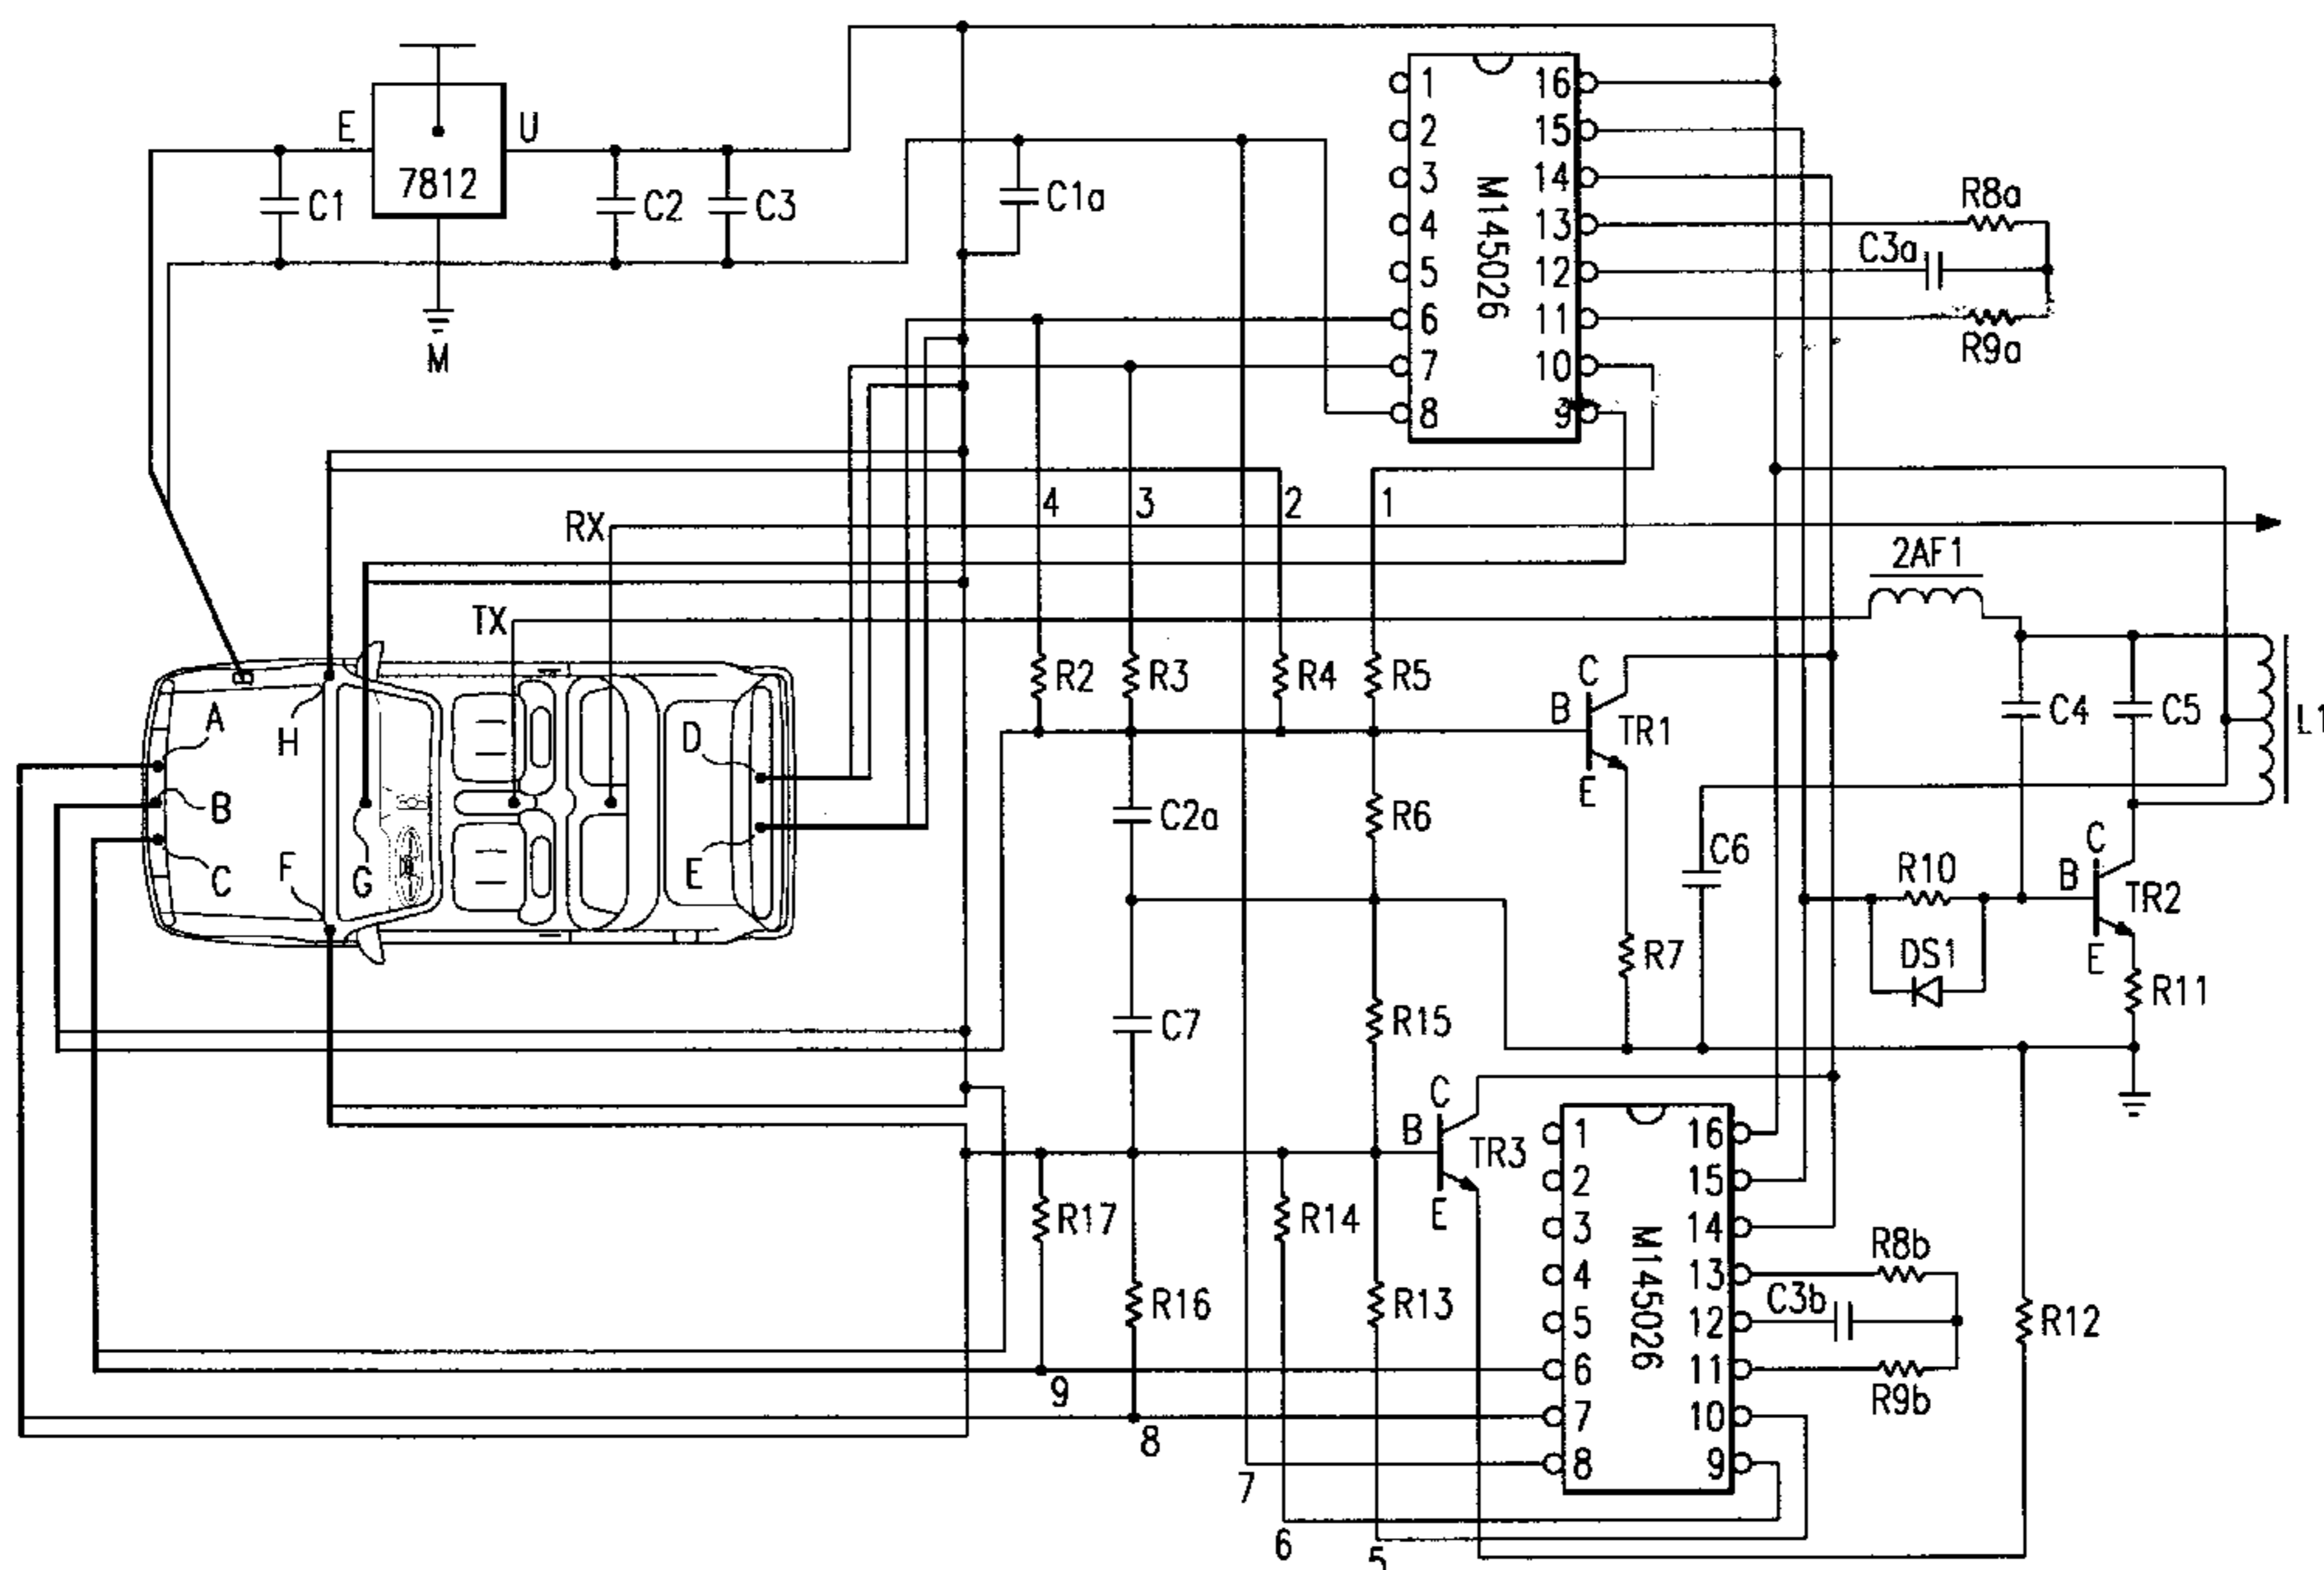 E
U
7812
C1
C2
C3
M
C1a
1 16
2 15
3 14
4 13
5 12
6 11
7 10
8 9
M145026
R8a
C3a
R9a
4
3
2
1
RX
2AF1
TX
R2
R3
R4
R5
C
B
TR1
E
C4
C5
L1
A
H
D
B
C
F
G
E
C2a
R6
C6
C
R10
B
TR2
DS1
E
R7
R11
C7
R15
C
B
TR3
E
1 16
2 15
3 14
4 13
5 12
6 11
7 10
8 9
M145026
R17
R14
R8b
R16
R13
C3b
R12
R9b
9
8
7
6
5